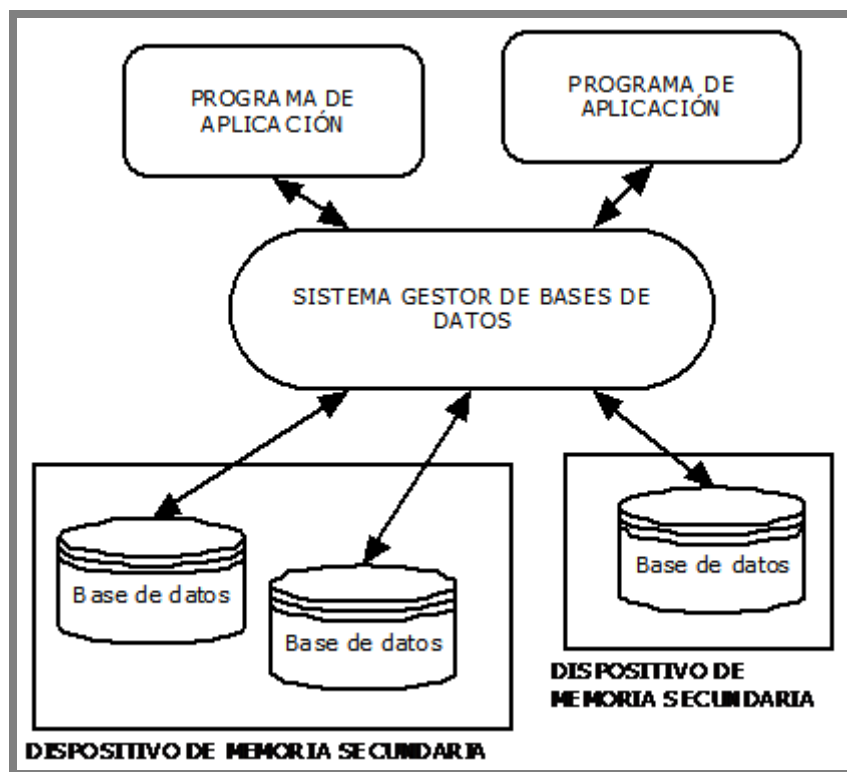 PROGRAMA DE
APLICACIÓN
PROGRAMA DE
APLICACIÓN
SISTEMA GESTOR DE BASES DE
DATOS
Base de datos
Base de datos
Base de datos
DISPOSITIVO DE
MEMORIA SECUNDARIA
DISPOSITIVO DE MEMORIA SECUNDARIA